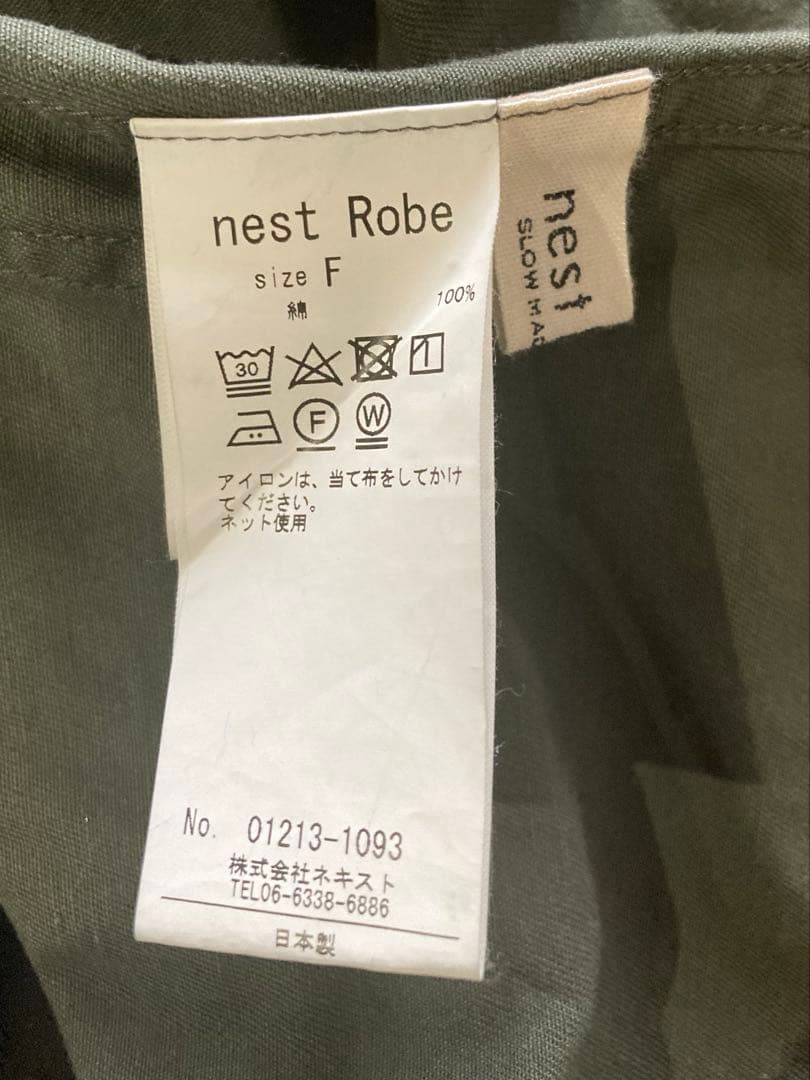 nest Robe
size F
綿 100%
30
F W
アイロンは、当て布をしてかけ
てください。
ネット使用
No. 01213-1093
株式会社ネキスト
TEL06-6338-6886
日本製
nest
SLOW